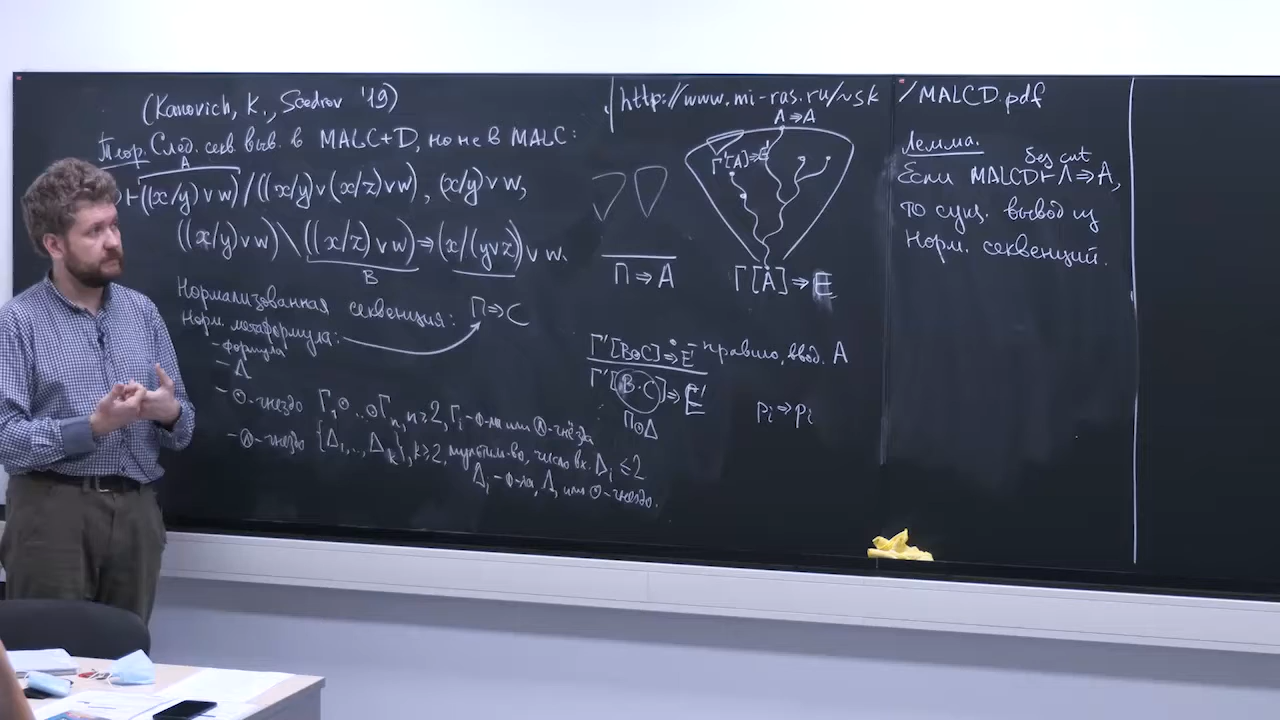 (Kanovich, K., Scedrov '19)
Теор. След. секв. выв. в MALC+D, но не в MALC:
A
⊢((x/y)∨w)/((x/y)∨(x/z)∨w), (x/y)∨w,
((x/y)∨w)\((x/z)∨w)⇒(x/(y∨z))∨w.
B
Нормализованная секвенция: Π⇒C
Норм. метаформула:
- формула
- Λ
- ⊙-гнездо Γ₁⊙...⊙Γₙ, n≥2, Γᵢ-ф-ла или Ⓐ-гнёзда
- Ⓐ-гнездо {Δ₁,..,Δₖ}, k≥2, мультим-во, число вх. Δᵢ ≤2
Δᵢ-ф-ла, Λ, или ⊙-гнездо.
http://www.mi-ras.ru/~sk/MALCD.pdf
A⇒A
Γ'[A]⇒E'
Π⇒A
Γ[A]⇒E
Γ'[B⊙C]⇒E' - правило, ввод. A
Γ'[B·C]⇒E'
Π⊙Δ
pᵢ⇒pᵢ
Лемма.
без cut
Если MALCD⊢Λ⇒A,
то сущ. вывод из
норм. секвенций.